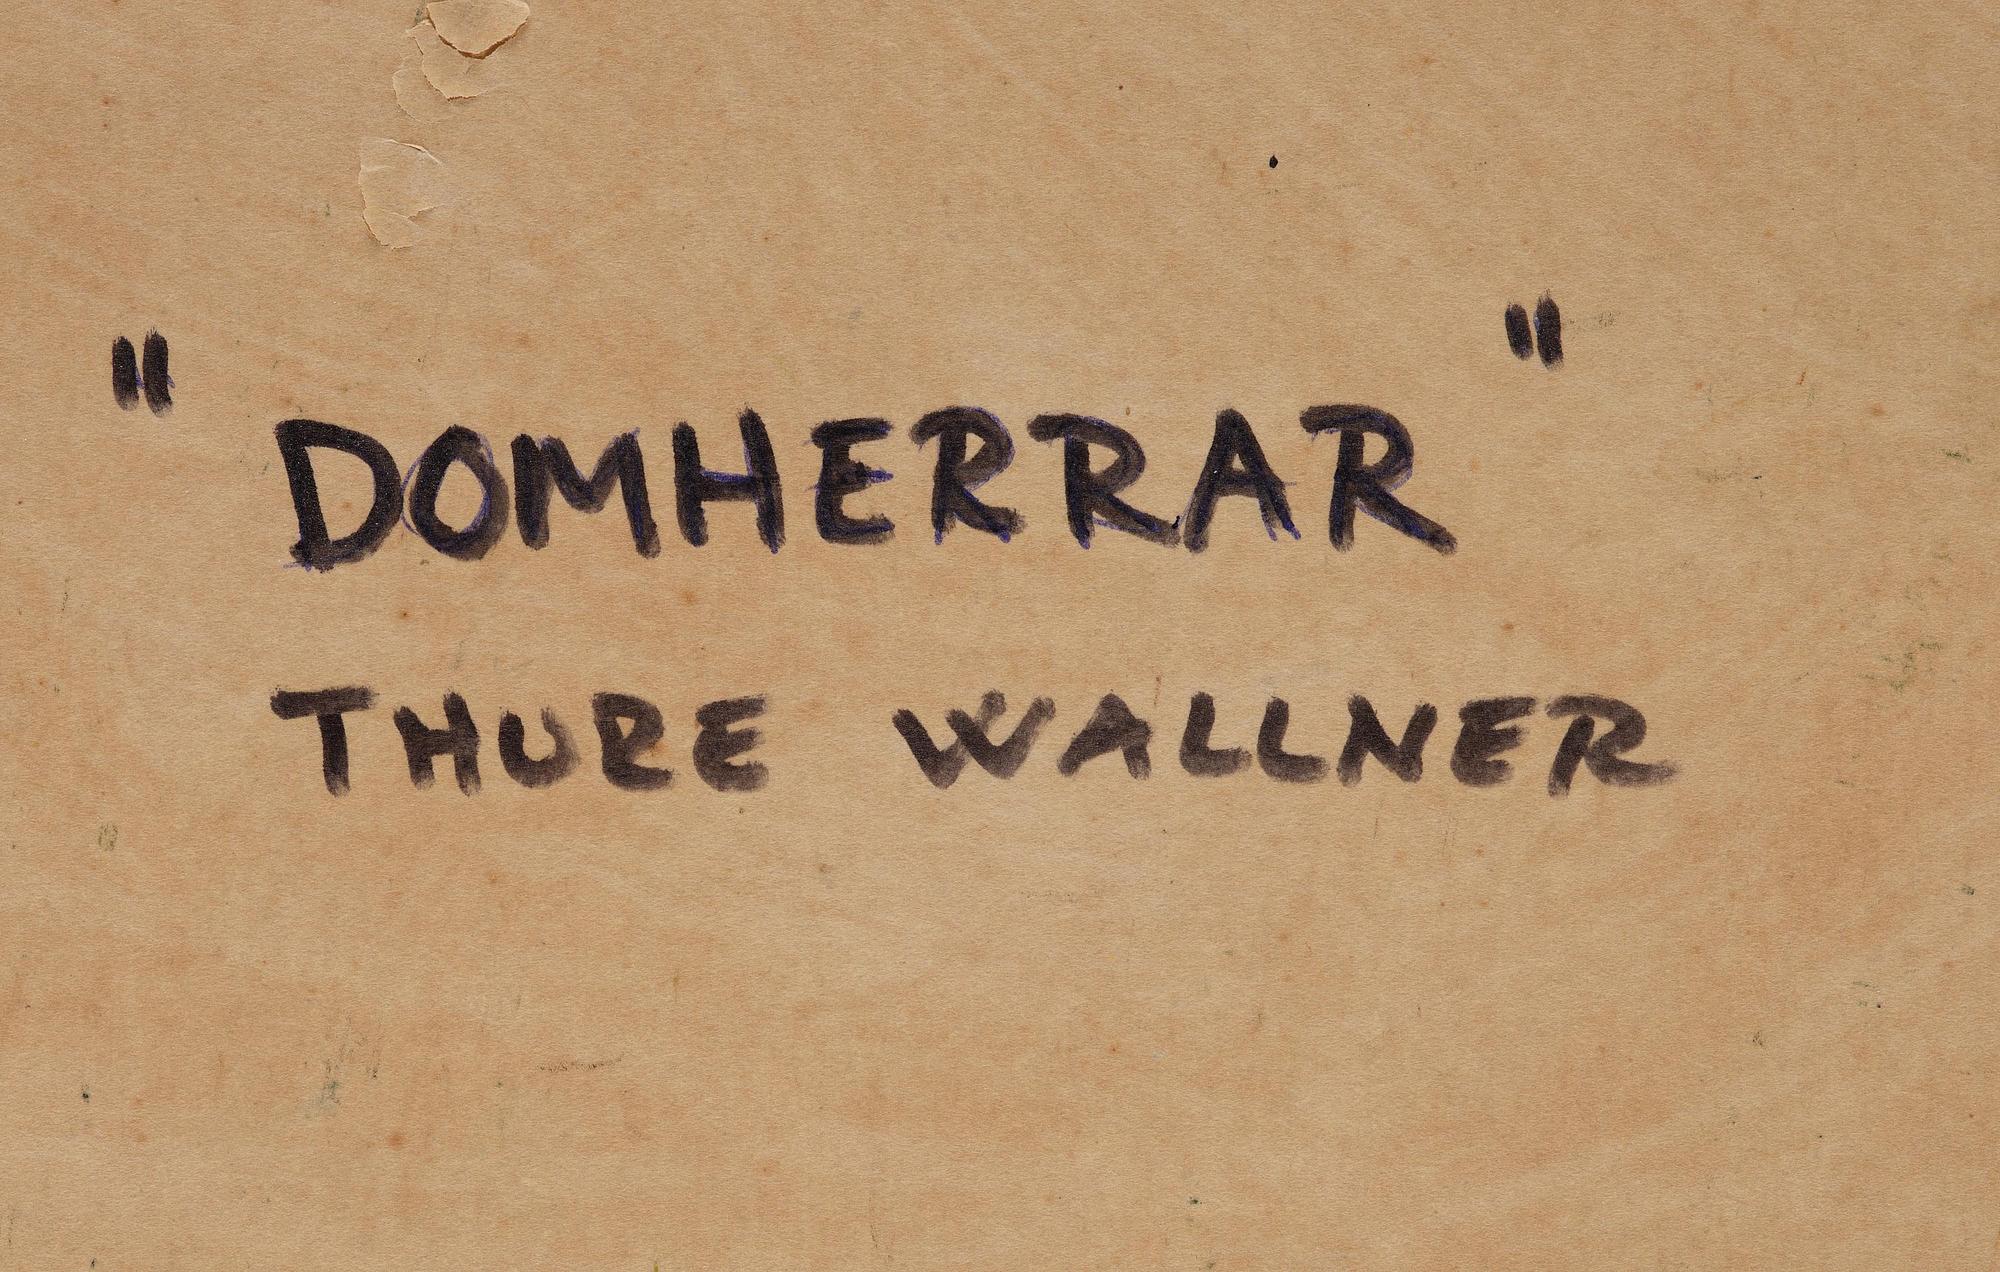 " DOMHERRAR "
THURE WALLNER